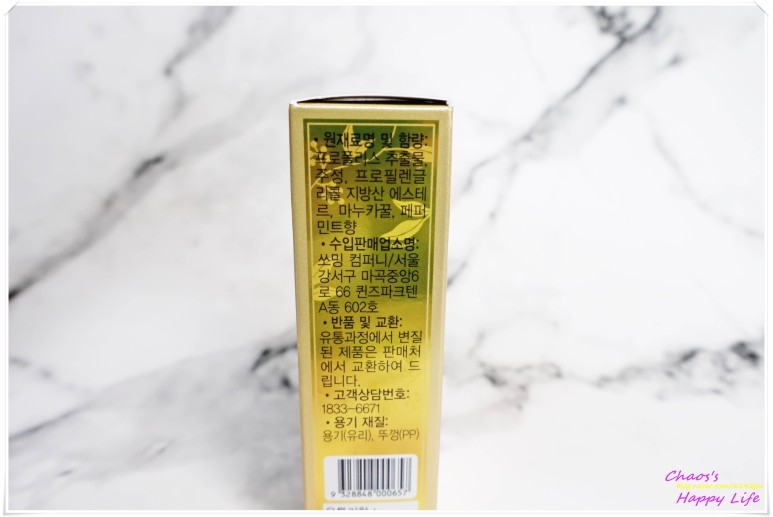 • 원재료명 및 함량:
프로폴리스 추출물,
주정, 프로필렌글
리콜 지방산 에스테
르, 마누카꿀, 페퍼
민트향
• 수입판매업소명:
쏘밍 컴퍼니/서울
강서구 마곡중앙6
로 66 퀸즈파크텐
A동 602호
• 반품 및 교환:
유통과정에서 변질
된 제품은 판매처
에서 교환하여 드
립니다.
• 고객상담번호:
1833-6671
• 용기 재질:
용기(유리), 뚜껑(PP)
9 328848 000657
Chaos's
Happy Life